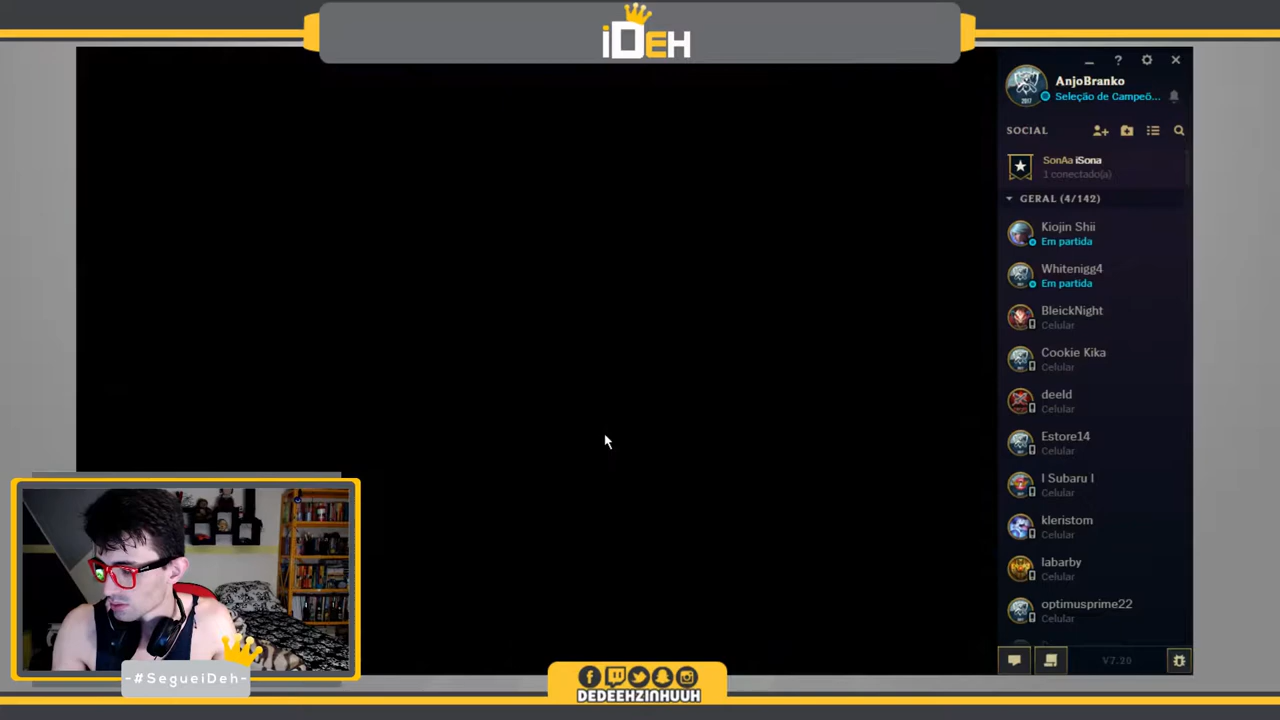 iDEH
?
AnjoBranko
Seleção de Campeõ...
2017
SOCIAL
SonAa iSona
1 conectado(a)
GERAL (4/142)
Kiojin Shii
Em partida
Whitenigg4
Em partida
BleickNight
Celular
Cookie Kika
Celular
deeld
Celular
Estore14
Celular
I Subaru I
Celular
kleristom
Celular
labarby
Celular
optimusprime22
Celular
V7.20
-#SegueiDeh-
DEDEEHZINHUUH